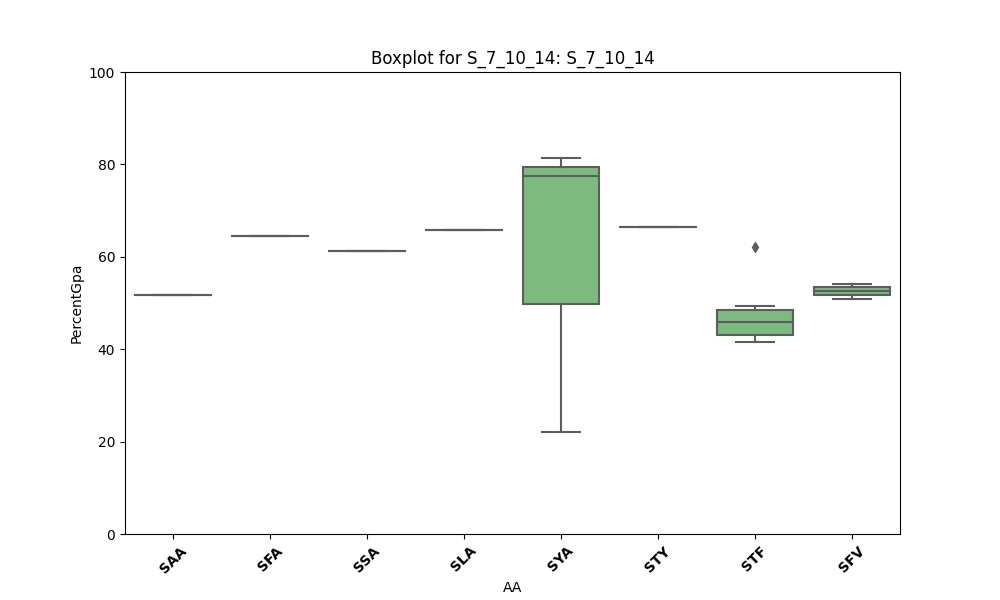 Boxplot for S_7_10_14: S_7_10_14
100
80
60
40
20
0
PercentGpa
SAA
SFA
SSA
SLA
SYA
STY
STF
SFV
AA